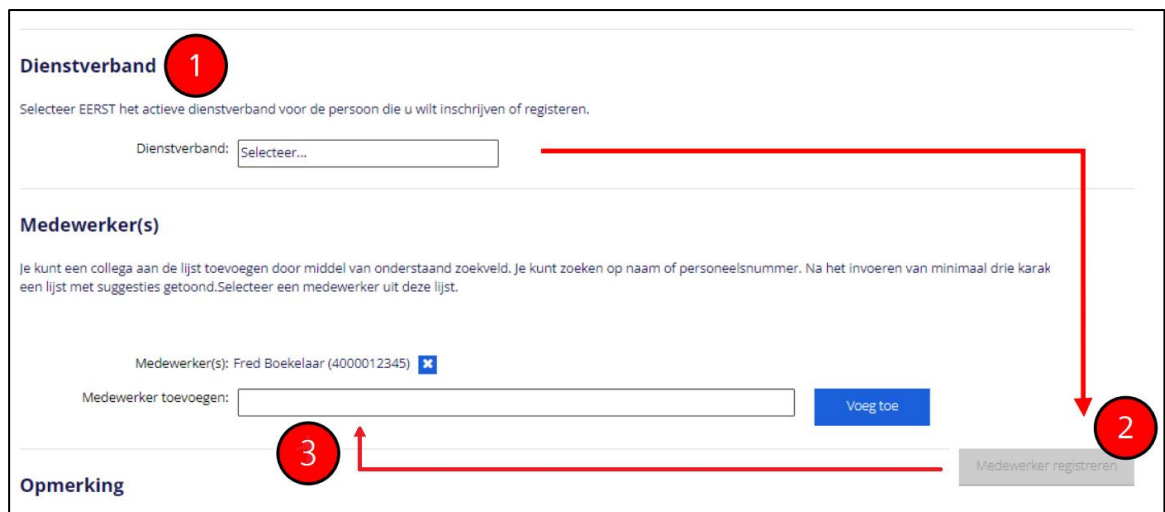 Dienstverband
1
Selecteer EERST het actieve dienstverband voor de persoon die u wilt inschrijven of registeren.
Dienstverband: Selecteer...
Medewerker(s)
Je kunt een collega aan de lijst toevoegen door middel van onderstaand zoekveld. Je kunt zoeken op naam of personeelsnummer. Na het invoeren van minimaal drie karak
een lijst met suggesties getoond.Selecteer een medewerker uit deze lijst.
Medewerker(s): Fred Boekelaar (4000012345)
Medewerker toevoegen:
Voeg toe
2
3
Medewerker registreren
Opmerking